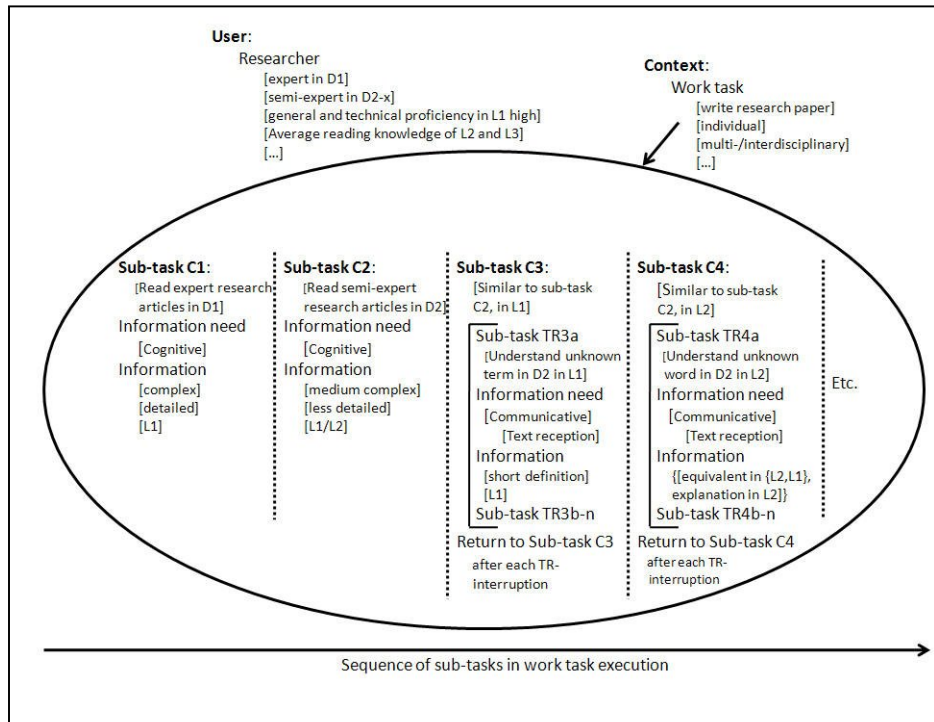 User:
Researcher
[expert in D1]
[semi-expert in D2-x]
[general and technical proficiency in L1 high]
[Average reading knowledge of L2 and L3]
[...]
Context:
Work task
[write research paper]
[individual]
[multi-/interdisciplinary]
[...]
Sub-task C1:
[Read expert research
articles in D1]
Information need
[Cognitive]
Information
[complex]
[detailed]
[L1]
Sub-task C2:
[Read semi-expert
research articles in D2]
Information need
[Cognitive]
Information
[medium complex]
[less detailed]
[L1/L2]
Sub-task C3:
[Similar to sub-task
C2, in L1]
Sub-task TR3a
[Understand unknown
term in D2 in L1]
Information need
[Communicative]
[Text reception]
Information
[short definition]
[L1]
Sub-task TR3b-n
Return to Sub-task C3
after each TR-
interruption
Sub-task C4:
[Similar to sub-task
C2, in L2]
Sub-task TR4a
[Understand unknown
word in D2 in L2]
Information need
[Communicative]
[Text reception]
Information
{[equivalent in {L2,L1},
explanation in L2]}
Sub-task TR4b-n
Return to Sub-task C4
after each TR-
interruption
Etc.
Sequence of sub-tasks in work task execution